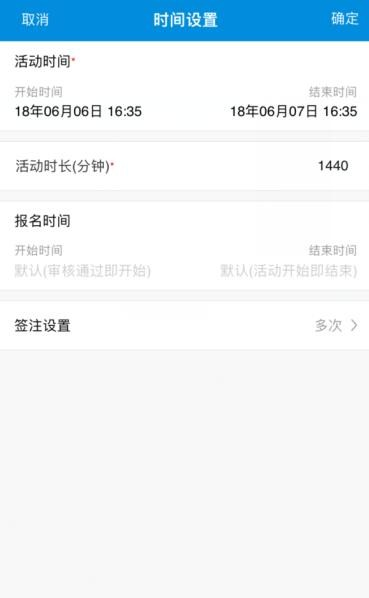 取消 时间设置 确定
活动时间*
开始时间 结束时间
18年06月06日 16:35 18年06月07日 16:35
活动时长(分钟)* 1440
报名时间
开始时间 结束时间
默认(审核通过即开始) 默认(活动开始即结束)
签注设置 多次